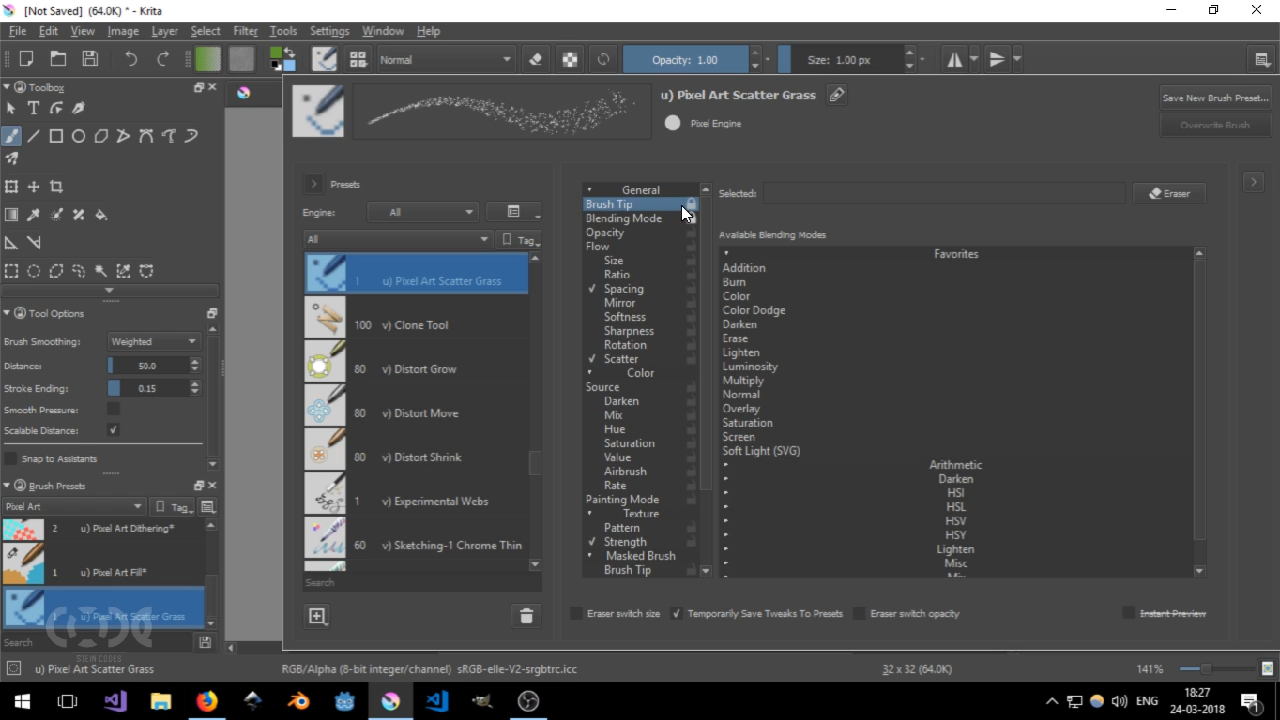 [Not Saved] (64.0K) * - Krita
File Edit View Image Layer Select Filter Tools Settings Window Help
Normal Opacity: 1.00 Size: 1.00 px
Toolbox
u) Pixel Art Scatter Grass
Pixel Engine
Save New Brush Preset...
Overwrite Brush
Presets
Engine: All
All Tag
1 u) Pixel Art Scatter Grass
100 v) Clone Tool
80 v) Distort Grow
80 v) Distort Move
80 v) Distort Shrink
1 v) Experimental Webs
60 v) Sketching-1 Chrome Thin
Search
General
Brush Tip
Blending Mode
Opacity
Flow
Size
Ratio
✓ Spacing
Mirror
Softness
Sharpness
Rotation
✓ Scatter
Color
Source
Darken
Mix
Hue
Saturation
Value
Airbrush
Rate
Painting Mode
Texture
Pattern
✓ Strength
Masked Brush
Brush Tip
Selected: Eraser
Available Blending Modes
Favorites
Addition
Burn
Color
Color Dodge
Darken
Erase
Lighten
Luminosity
Multiply
Normal
Overlay
Saturation
Screen
Soft Light (SVG)
Arithmetic
Darken
HSI
HSL
HSV
HSY
Lighten
Misc
Eraser switch size ✓ Temporarily Save Tweaks To Presets Eraser switch opacity Instant Preview
Tool Options
Brush Smoothing: Weighted
Distance: 50.0
Stroke Ending: 0.15
Smooth Pressure:
Scalable Distance: ✓
Snap to Assistants
Brush Presets
Pixel Art Tag
2 u) Pixel Art Dithering*
1 u) Pixel Art Fill*
1 u) Pixel Art Scatter Grass
CODE
STEIN CODES
Search
u) Pixel Art Scatter Grass RGB/Alpha (8-bit integer/channel) sRGB-elle-V2-srgbtrc.icc 32 x 32 (64.0K) 141%
ENG 18:27
24-03-2018
1